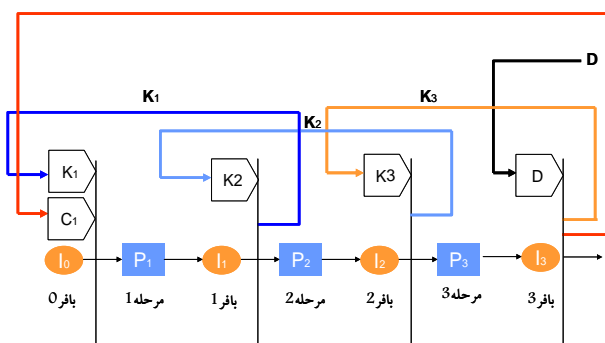 D
K1
K2
K3
K1
K2
K3
D
C1
I0
P1
I1
P2
I2
P3
I3
بافر0
مرحله1
بافر1
مرحله2
بافر2
مرحله3
بافر3